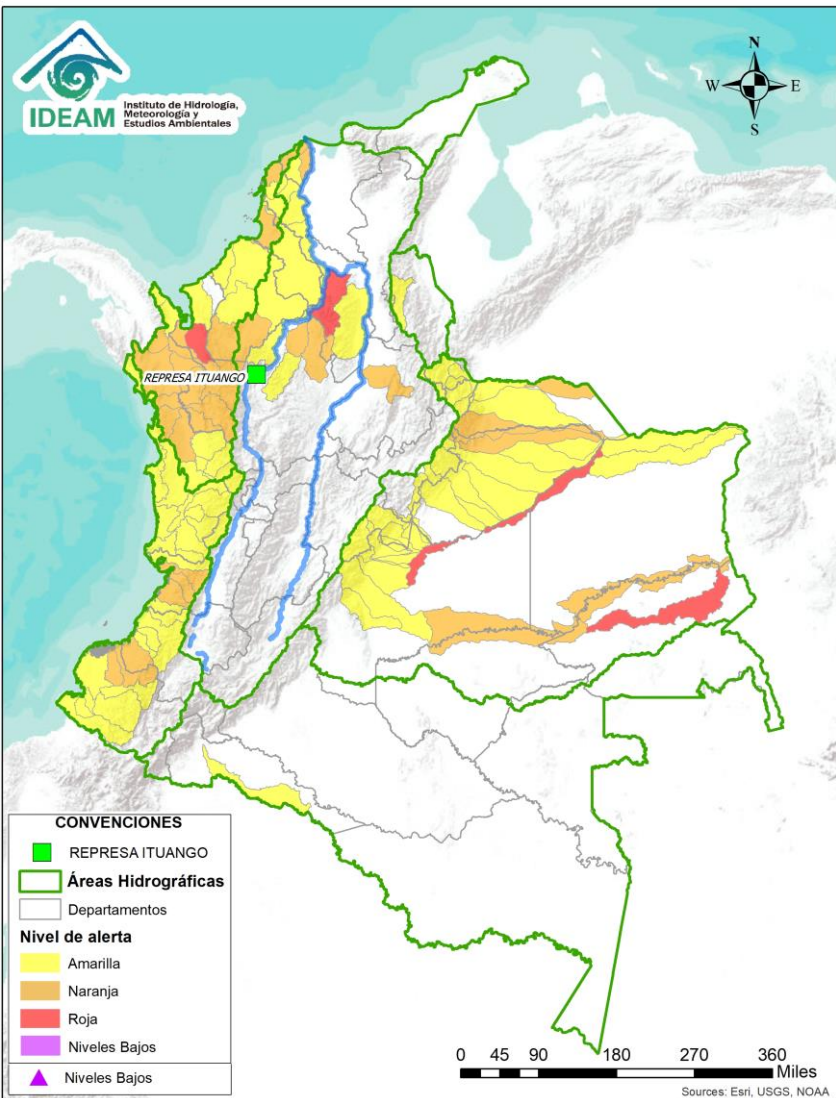 IDEAM
Instituto de Hidrología,
Meteorología y
Estudios Ambientales
N
W
E
S
REPRESA ITUANGO
CONVENCIONES
REPRESA ITUANGO
Áreas Hidrográficas
Departamentos
Nivel de alerta
Amarilla
Naranja
Roja
Niveles Bajos
Niveles Bajos
0 45 90 180 270 360
Miles
Sources: Esri, USGS, NOAA